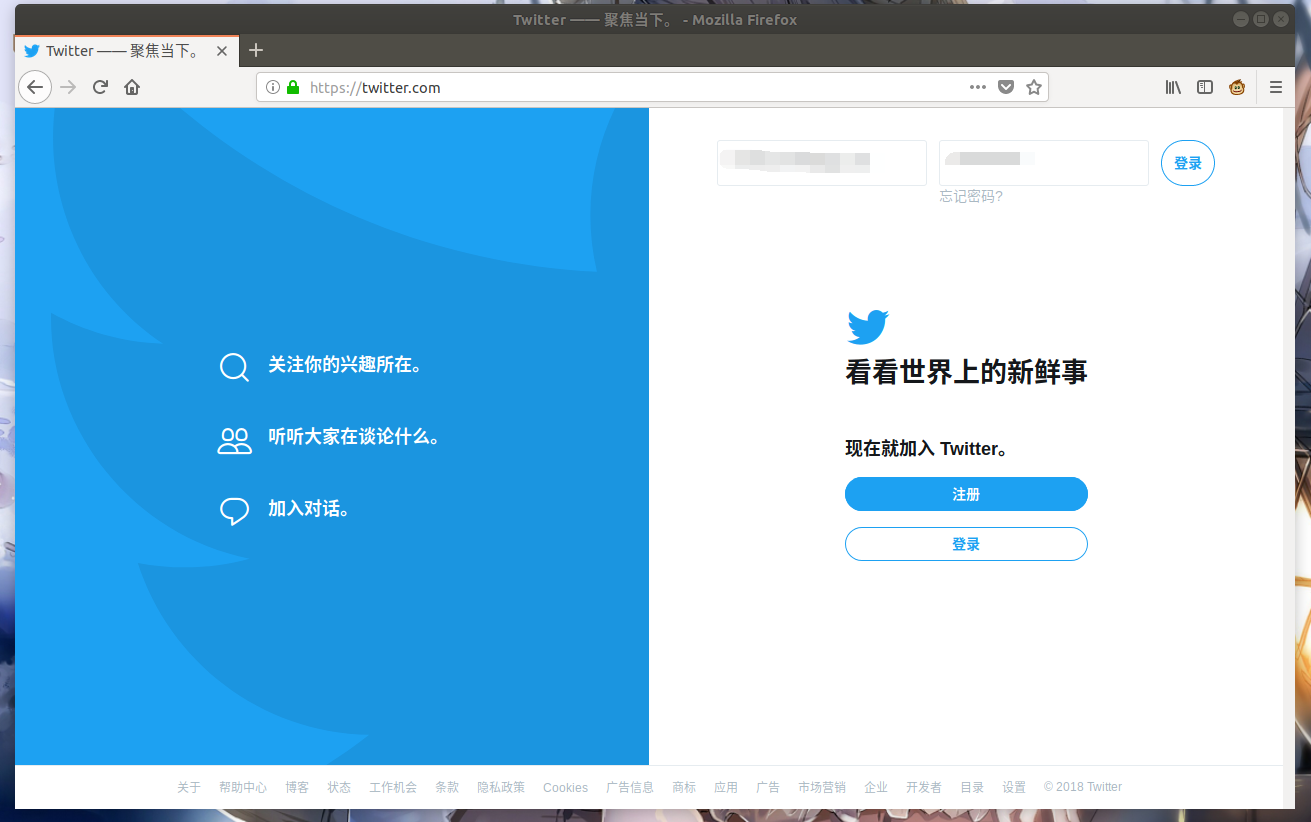 Twitter —— 聚焦当下。 - Mozilla Firefox
Twitter —— 聚焦当下。
https://twitter.com
登录
忘记密码?
关注你的兴趣所在。
听听大家在谈论什么。
加入对话。
看看世界上的新鲜事
现在就加入 Twitter。
注册
登录
关于 帮助中心 博客 状态 工作机会 条款 隐私政策 Cookies 广告信息 商标 应用 广告 市场营销 企业 开发者 目录 设置 © 2018 Twitter